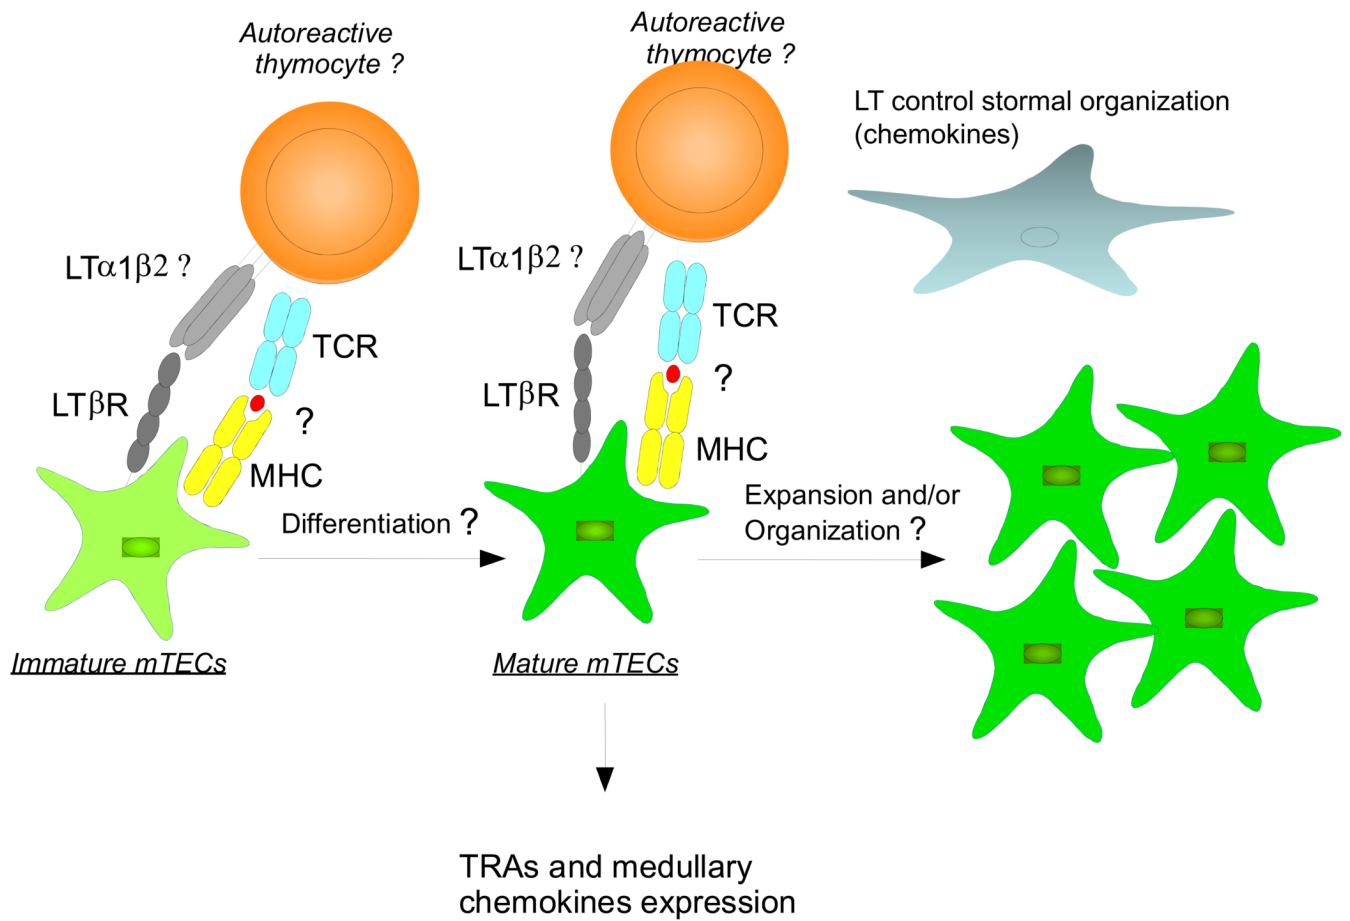 Autoreactive
thymocyte ?
LTα1β2 ?
TCR
LTβR
?
MHC
Differentiation ?
Immature mTECs
Autoreactive
thymocyte ?
LTα1β2 ?
TCR
LTβR
?
MHC
Expansion and/or
Organization ?
Mature mTECs
LT control stormal organization
(chemokines)
TRAs and medullary
chemokines expression